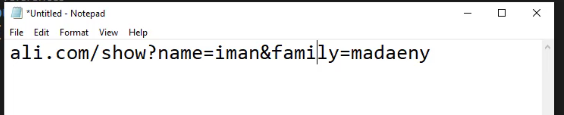 *Untitled - Notepad
File Edit Format View Help
ali.com/show?name=iman&family=madaeny